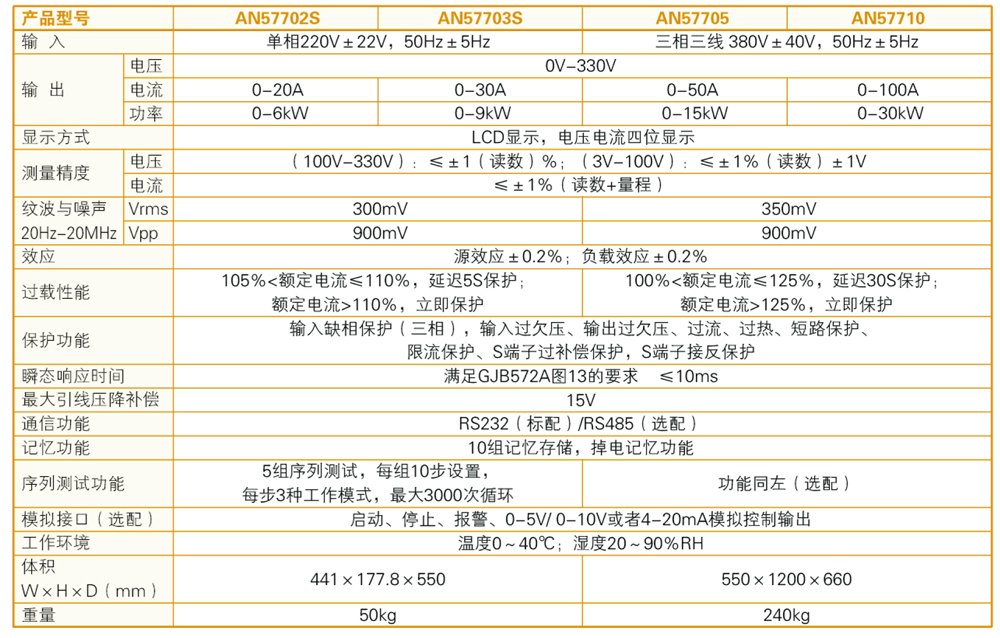 产品型号 AN57702S AN57703S AN57705 AN57710
输 入 单相220V±22V，50Hz±5Hz 三相三线 380V±40V，50Hz±5Hz
输 出 电压 0V-330V
电流 0-20A 0-30A 0-50A 0-100A
功率 0-6kW 0-9kW 0-15kW 0-30kW
显示方式 LCD显示，电压电流四位显示
测量精度 电压 （100V-330V）：≤±1（读数）%；（3V-100V）：≤±1%（读数）±1V
电流 ≤±1%（读数+量程）
纹波与噪声 Vrms 300mV 350mV
20Hz-20MHz Vpp 900mV 900mV
效应 源效应±0.2%；负载效应±0.2%
过载性能 105%<额定电流≤110%，延迟5S保护； 100%<额定电流≤125%，延迟30S保护；
额定电流>110%，立即保护 额定电流>125%，立即保护
保护功能 输入缺相保护（三相），输入过欠压、输出过欠压、过流、过热、短路保护、
限流保护、S端子过补偿保护，S端子接反保护
瞬态响应时间 满足GJB572A图13的要求 ≤10ms
最大引线压降补偿 15V
通信功能 RS232（标配）/RS485（选配）
记忆功能 10组记忆存储，掉电记忆功能
序列测试功能 5组序列测试，每组10步设置， 功能同左（选配）
每步3种工作模式，最大3000次循环
模拟接口（选配） 启动、停止、报警、0-5V/ 0-10V或者4-20mA模拟控制输出
工作环境 温度0～40℃；湿度20～90%RH
体积
W×H×D（mm） 441×177.8×550 550×1200×660
重量 50kg 240kg